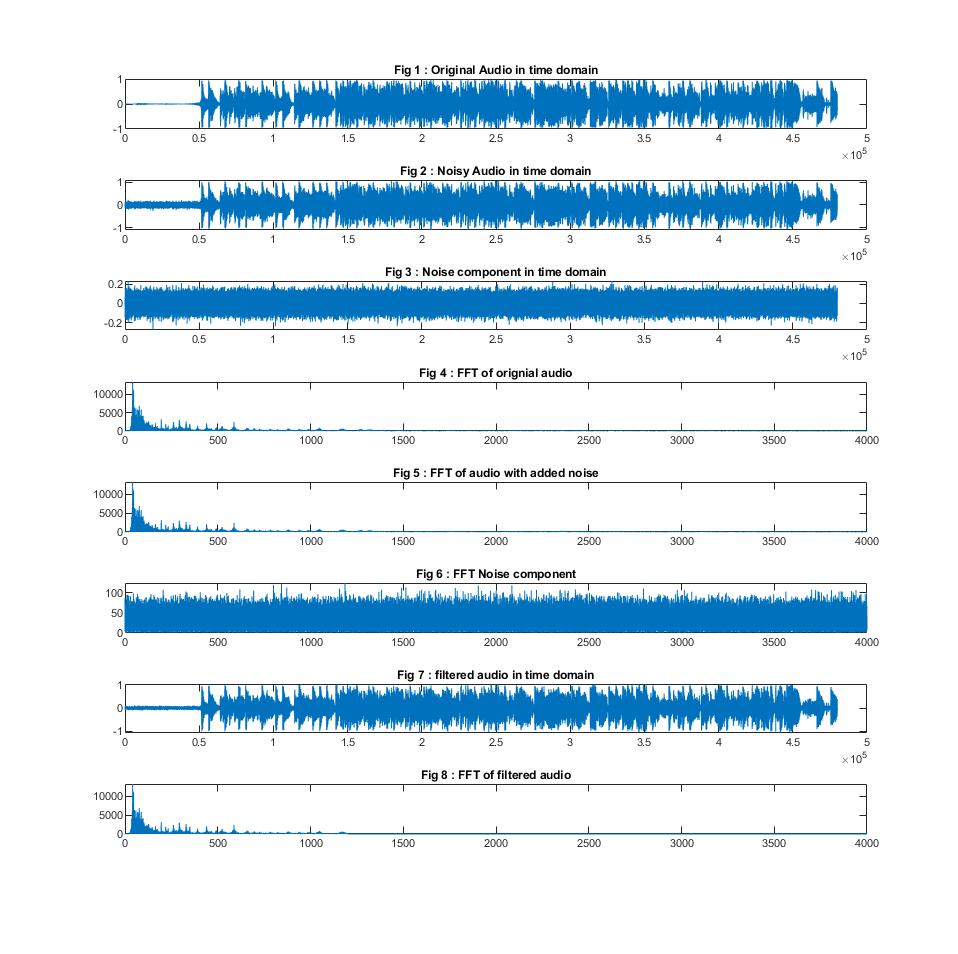 Fig 1 : Original Audio in time domain
1
0
-1
0 0.5 1 1.5 2 2.5 3 3.5 4 4.5 5
×10^5
Fig 2 : Noisy Audio in time domain
1
0
-1
0 0.5 1 1.5 2 2.5 3 3.5 4 4.5 5
×10^5
Fig 3 : Noise component in time domain
0.2
0
-0.2
0 0.5 1 1.5 2 2.5 3 3.5 4 4.5 5
×10^5
Fig 4 : FFT of orignial audio
10000
5000
0
0 500 1000 1500 2000 2500 3000 3500 4000
Fig 5 : FFT of audio with added noise
10000
5000
0
0 500 1000 1500 2000 2500 3000 3500 4000
Fig 6 : FFT Noise component
100
50
0
0 500 1000 1500 2000 2500 3000 3500 4000
Fig 7 : filtered audio in time domain
1
0
-1
0 0.5 1 1.5 2 2.5 3 3.5 4 4.5 5
×10^5
Fig 8 : FFT of filtered audio
10000
5000
0
0 500 1000 1500 2000 2500 3000 3500 4000